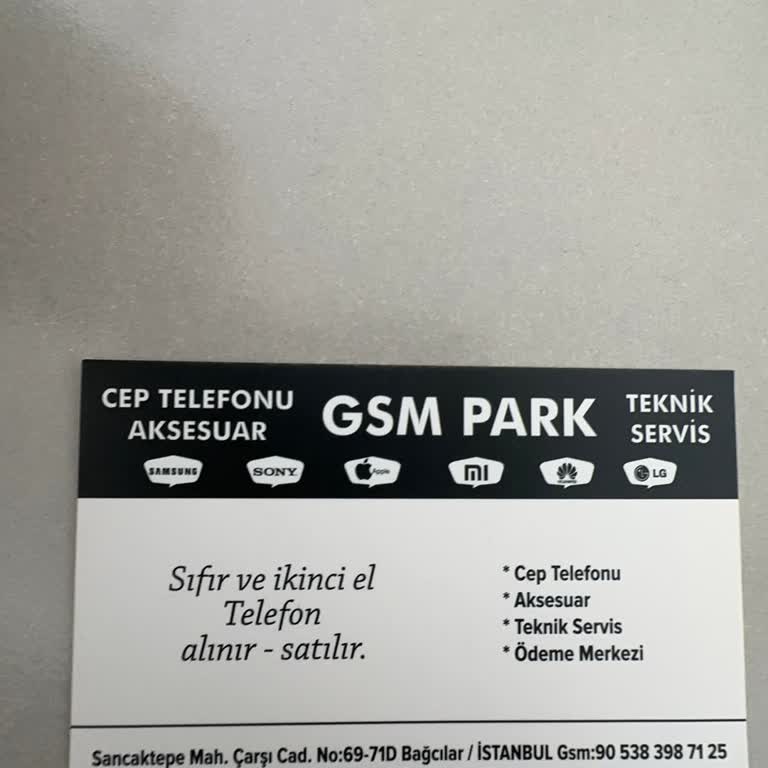 CEP TELEFONU
AKSESUAR
GSM PARK
TEKNİK
SERVİS
SAMSUNG SONY Apple MI HUAWEI LG
Sıfır ve ikinci el
Telefon
alınır - satılır.
* Cep Telefonu
* Aksesuar
* Teknik Servis
* Ödeme Merkezi
Sancaktepe Mah. Çarşı Cad. No:69-71D Bağcılar / İSTANBUL Gsm:90 538 398 71 25